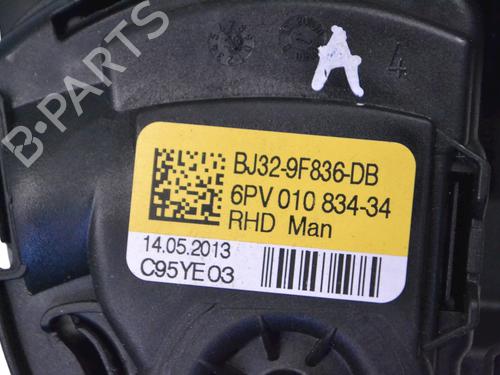 B-PARTS
A
4
BJ32-9F836-DB
6PV 010 834-34
RHD Man
14.05.2013
C95YE03